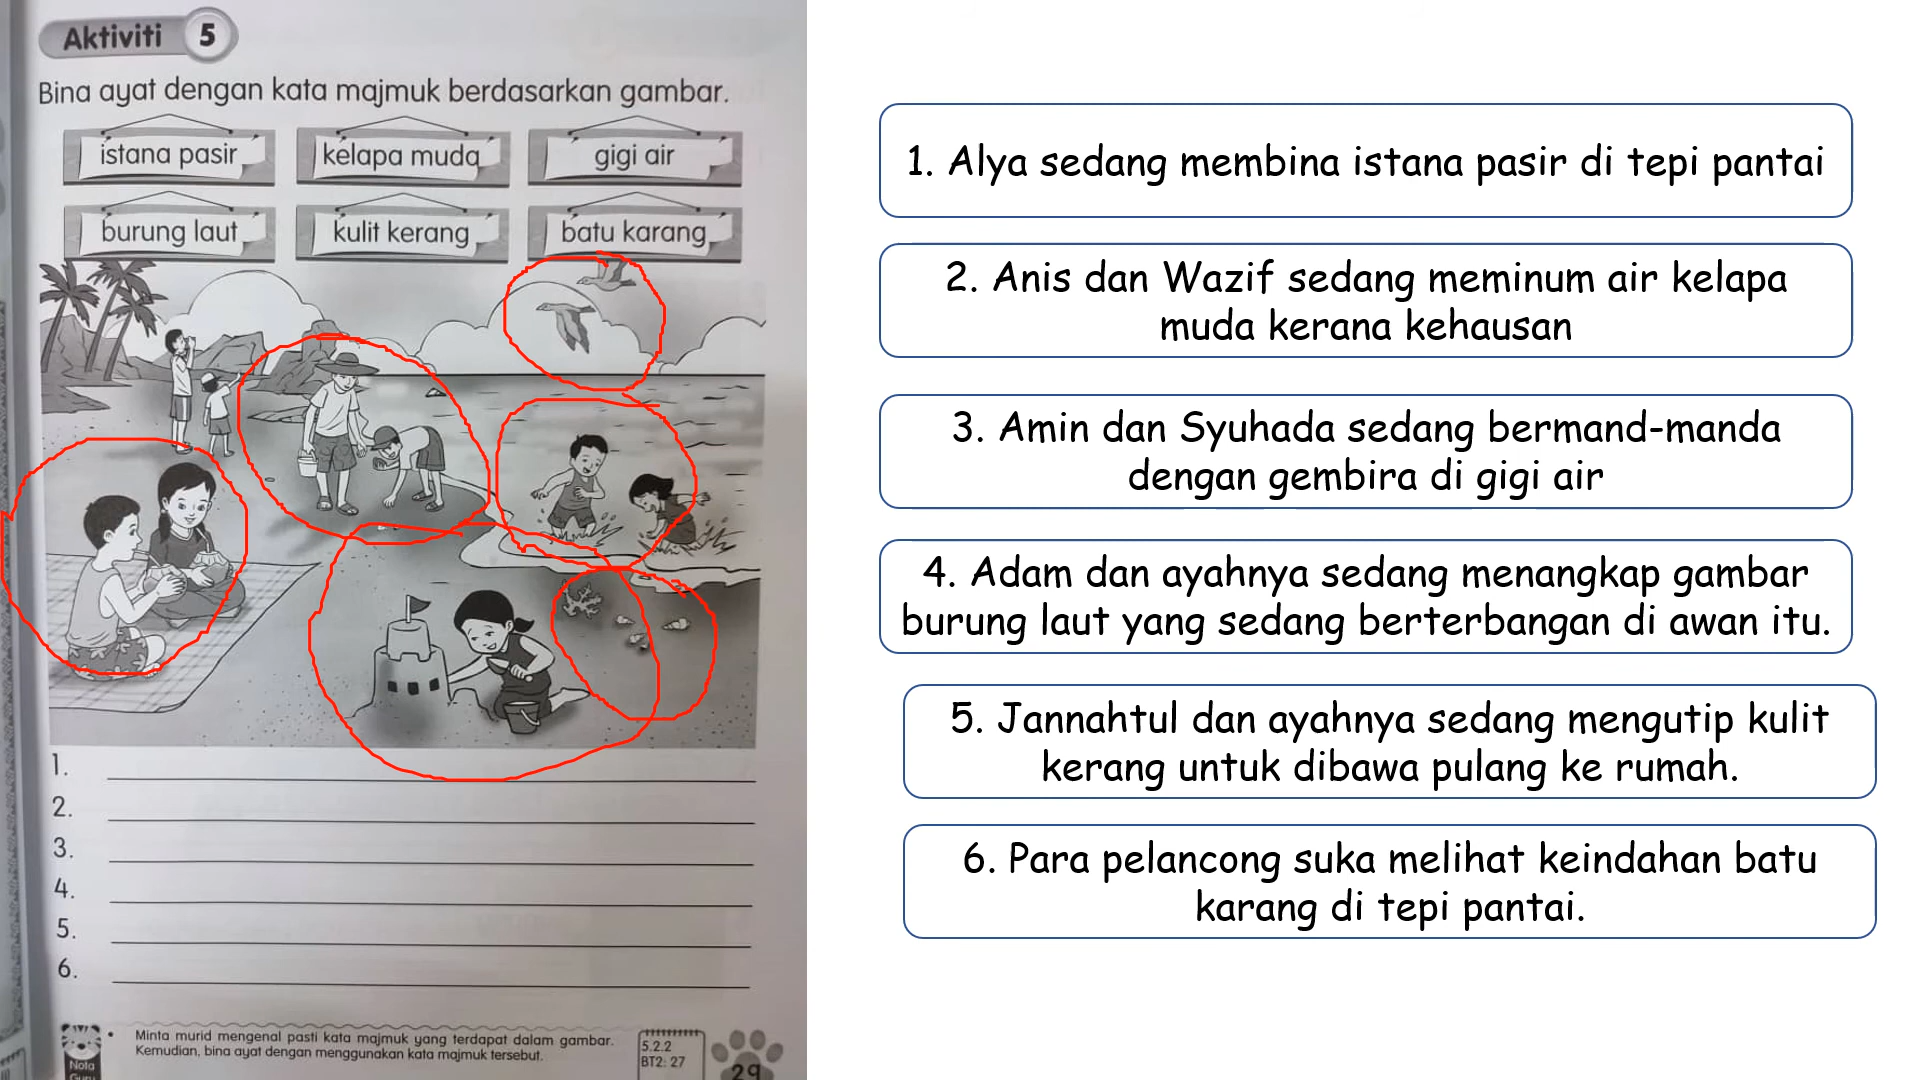 Aktiviti 5
Bina ayat dengan kata majmuk berdasarkan gambar.
istana pasir
kelapa muda
gigi air
burung laut
kulit kerang
batu karang
1.
2.
3.
4.
5.
6.
Minta murid mengenal pasti kata majmuk yang terdapat dalam gambar.
Kemudian, bina ayat dengan menggunakan kata majmuk tersebut.
Nota
Guru
5.2.2
BT2: 27
29
1. Alya sedang membina istana pasir di tepi pantai
2. Anis dan Wazif sedang meminum air kelapa
muda kerana kehausan
3. Amin dan Syuhada sedang bermand-manda
dengan gembira di gigi air
4. Adam dan ayahnya sedang menangkap gambar
burung laut yang sedang berterbangan di awan itu.
5. Jannahtul dan ayahnya sedang mengutip kulit
kerang untuk dibawa pulang ke rumah.
6. Para pelancong suka melihat keindahan batu
karang di tepi pantai.